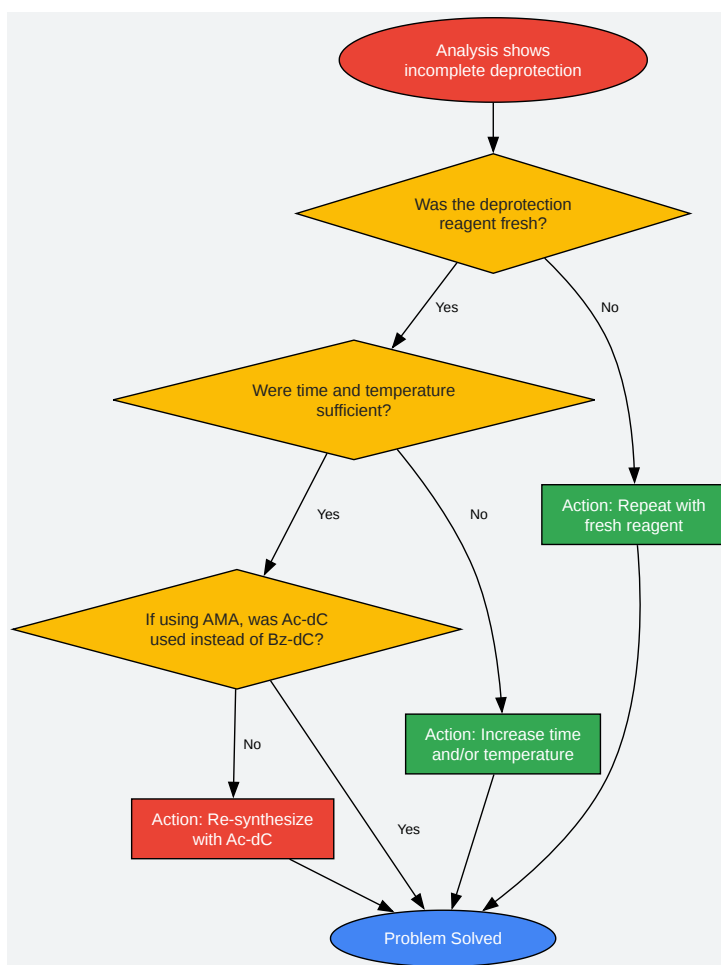 Analysis shows
incomplete deprotection
Was the deprotection
reagent fresh?
Yes
No
Were time and temperature
sufficient?
Yes
No
Action: Repeat with
fresh reagent
If using AMA, was Ac-dC
used instead of Bz-dC?
No
Yes
Action: Increase time
and/or temperature
Action: Re-synthesize
with Ac-dC
Problem Solved